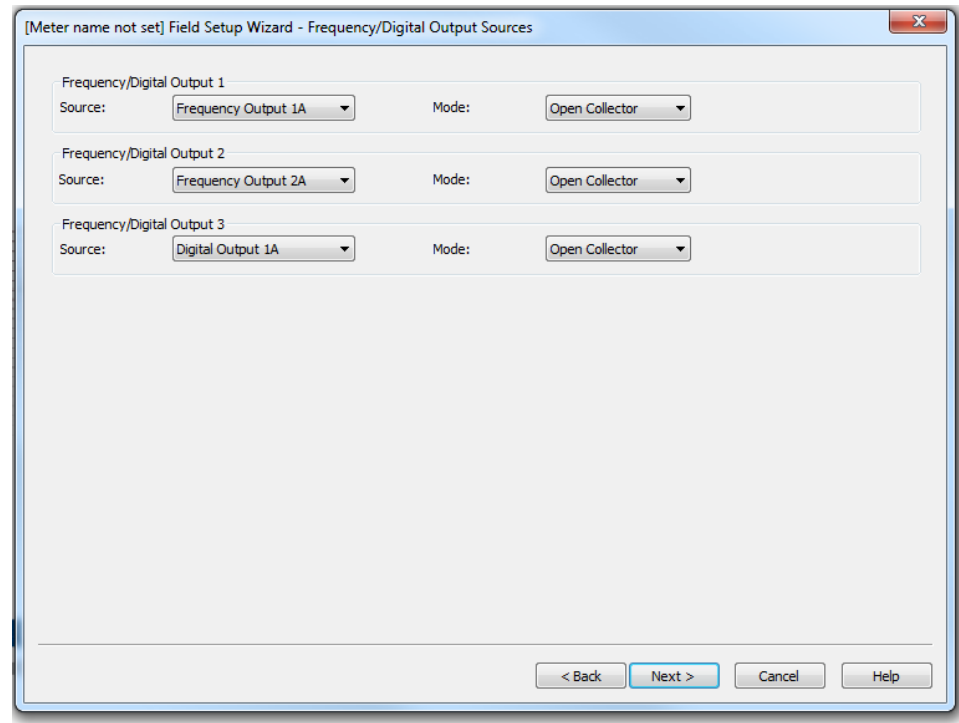 [Meter name not set] Field Setup Wizard - Frequency/Digital Output Sources
Frequency/Digital Output 1
Source: Frequency Output 1A Mode: Open Collector
Frequency/Digital Output 2
Source: Frequency Output 2A Mode: Open Collector
Frequency/Digital Output 3
Source: Digital Output 1A Mode: Open Collector
< Back Next > Cancel Help